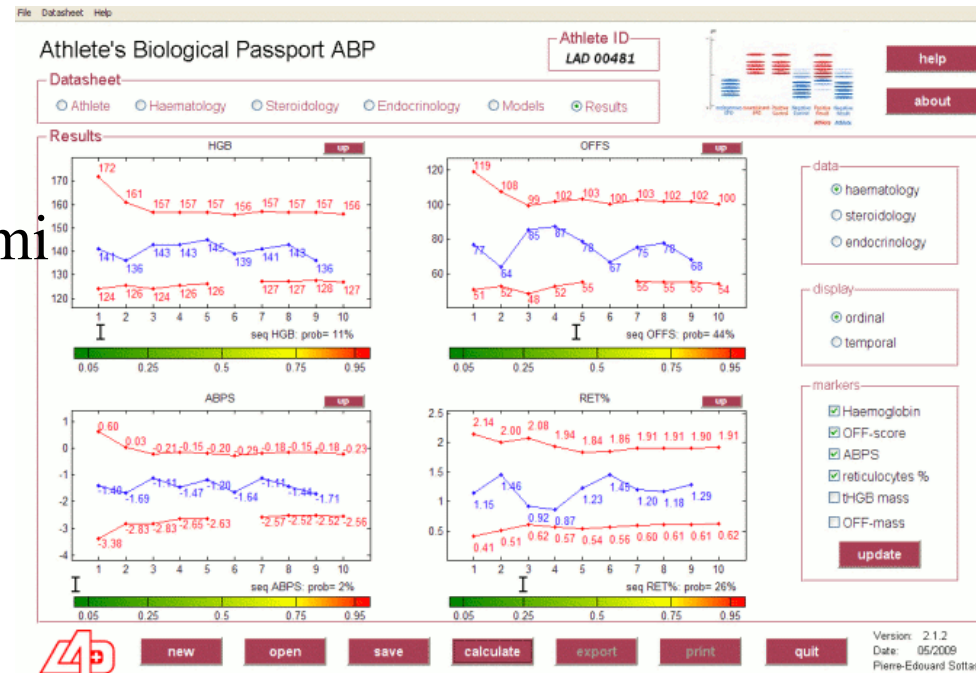 File Datasheet Help
Athlete's Biological Passport ABP
Athlete ID
LAD 00481
help
about
Datasheet
Athlete Haematology Steroidology Endocrinology Models Results
Results
HGB
up
172 161 157 157 157 156 157 157 157 156
141 136 143 143 145 139 141 143 136
124 126 124 126 126 127 127 128 127
170
160
150
140
130
120
1 2 3 4 5 6 7 8 9 10
seq HGB: prob= 11%
0.05 0.25 0.5 0.75 0.95
OFFS
up
119 108 99 102 103 100 103 102 102 100
77 64 85 87 78 67 75 78 68
51 52 48 52 55 55 55 55 54
120
100
80
60
1 2 3 4 5 6 7 8 9 10
seq OFFS: prob= 44%
0.05 0.25 0.5 0.75 0.95
mi
ABPS
up
0.60 0.03 -0.21 -0.15 -0.20 -0.29 -0.18 -0.15 -0.18 -0.23
-1.40 -1.69 -1.11 -1.47 -1.20 -1.64 -1.11 -1.44 -1.71
-3.38 -2.83 -2.83 -2.65 -2.63 -2.57 -2.52 -2.52 -2.56
1
0
-1
-2
-3
-4
1 2 3 4 5 6 7 8 9 10
seq ABPS: prob= 2%
0.05 0.25 0.5 0.75 0.95
RET%
up
2.14 2.00 2.08 1.94 1.84 1.86 1.91 1.91 1.90 1.91
1.15 1.46 0.92 0.87 1.23 1.45 1.20 1.18 1.29
0.41 0.51 0.62 0.57 0.54 0.56 0.60 0.61 0.61 0.62
2.5
2
1.5
1
0.5
1 2 3 4 5 6 7 8 9 10
seq RET%: prob= 26%
0.05 0.25 0.5 0.75 0.95
data
haematology
steroidology
endocrinology
display
ordinal
temporal
markers
Haemoglobin
OFF-score
ABPS
reticulocytes %
tHGB mass
OFF-mass
update
new open save calculate export print quit
Version: 2.1.2
Date: 05/2009
Pierre-Edouard Sottas